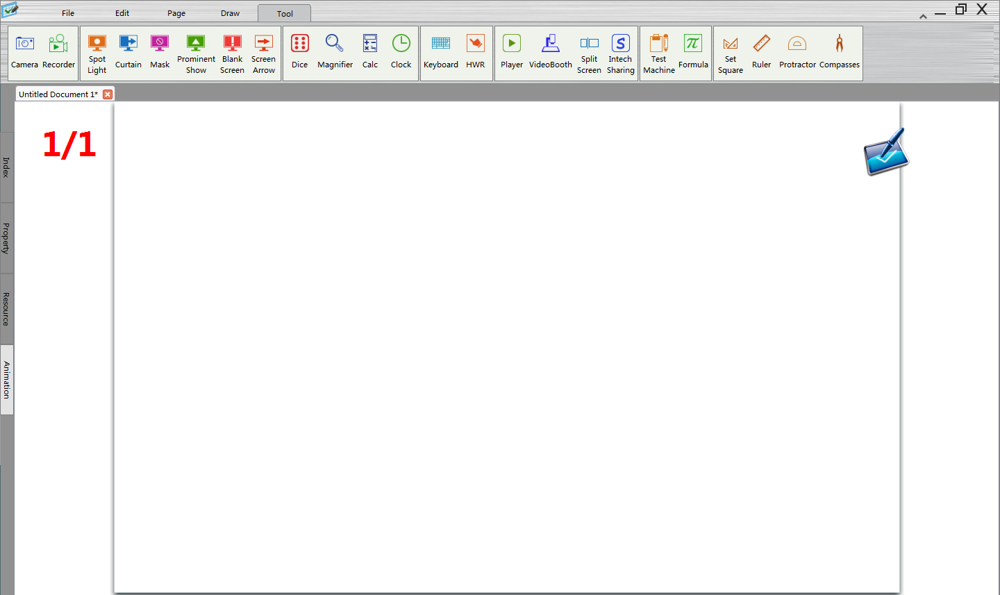 File Edit Page Draw Tool
Camera Recorder Spot Light Curtain Mask Prominent Show Blank Screen Screen Arrow Dice Magnifier Calc Clock Keyboard HWR Player VideoBooth Split Screen Intech Sharing Test Machine Formula Set Square Ruler Protractor Compasses
Untitled Document 1*
1/1
Index
Property
Resource
Animation